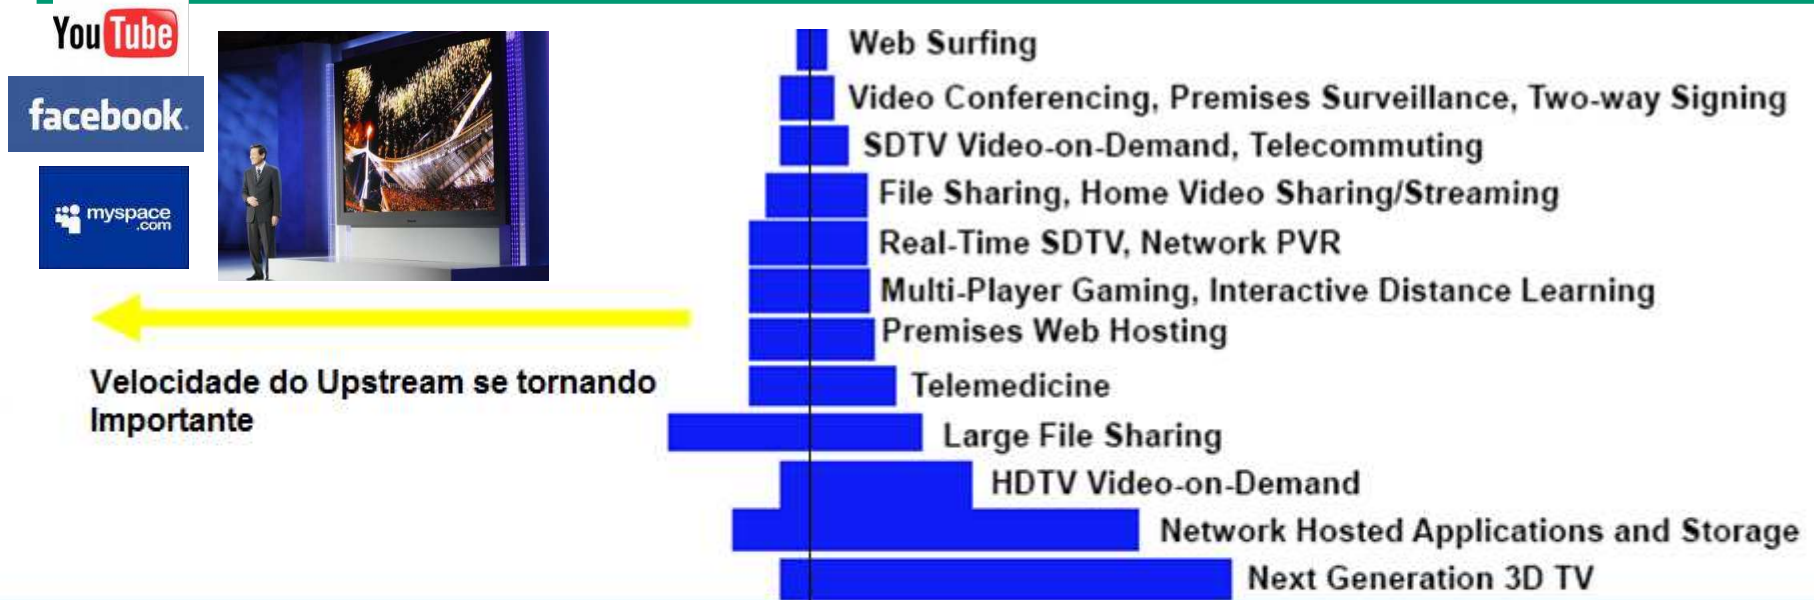 YouTube
facebook.
myspace
.com
Velocidade do Upstream se tornando
Importante
Web Surfing
Video Conferencing, Premises Surveillance, Two-way Signing
SDTV Video-on-Demand, Telecommuting
File Sharing, Home Video Sharing/Streaming
Real-Time SDTV, Network PVR
Multi-Player Gaming, Interactive Distance Learning
Premises Web Hosting
Telemedicine
Large File Sharing
HDTV Video-on-Demand
Network Hosted Applications and Storage
Next Generation 3D TV